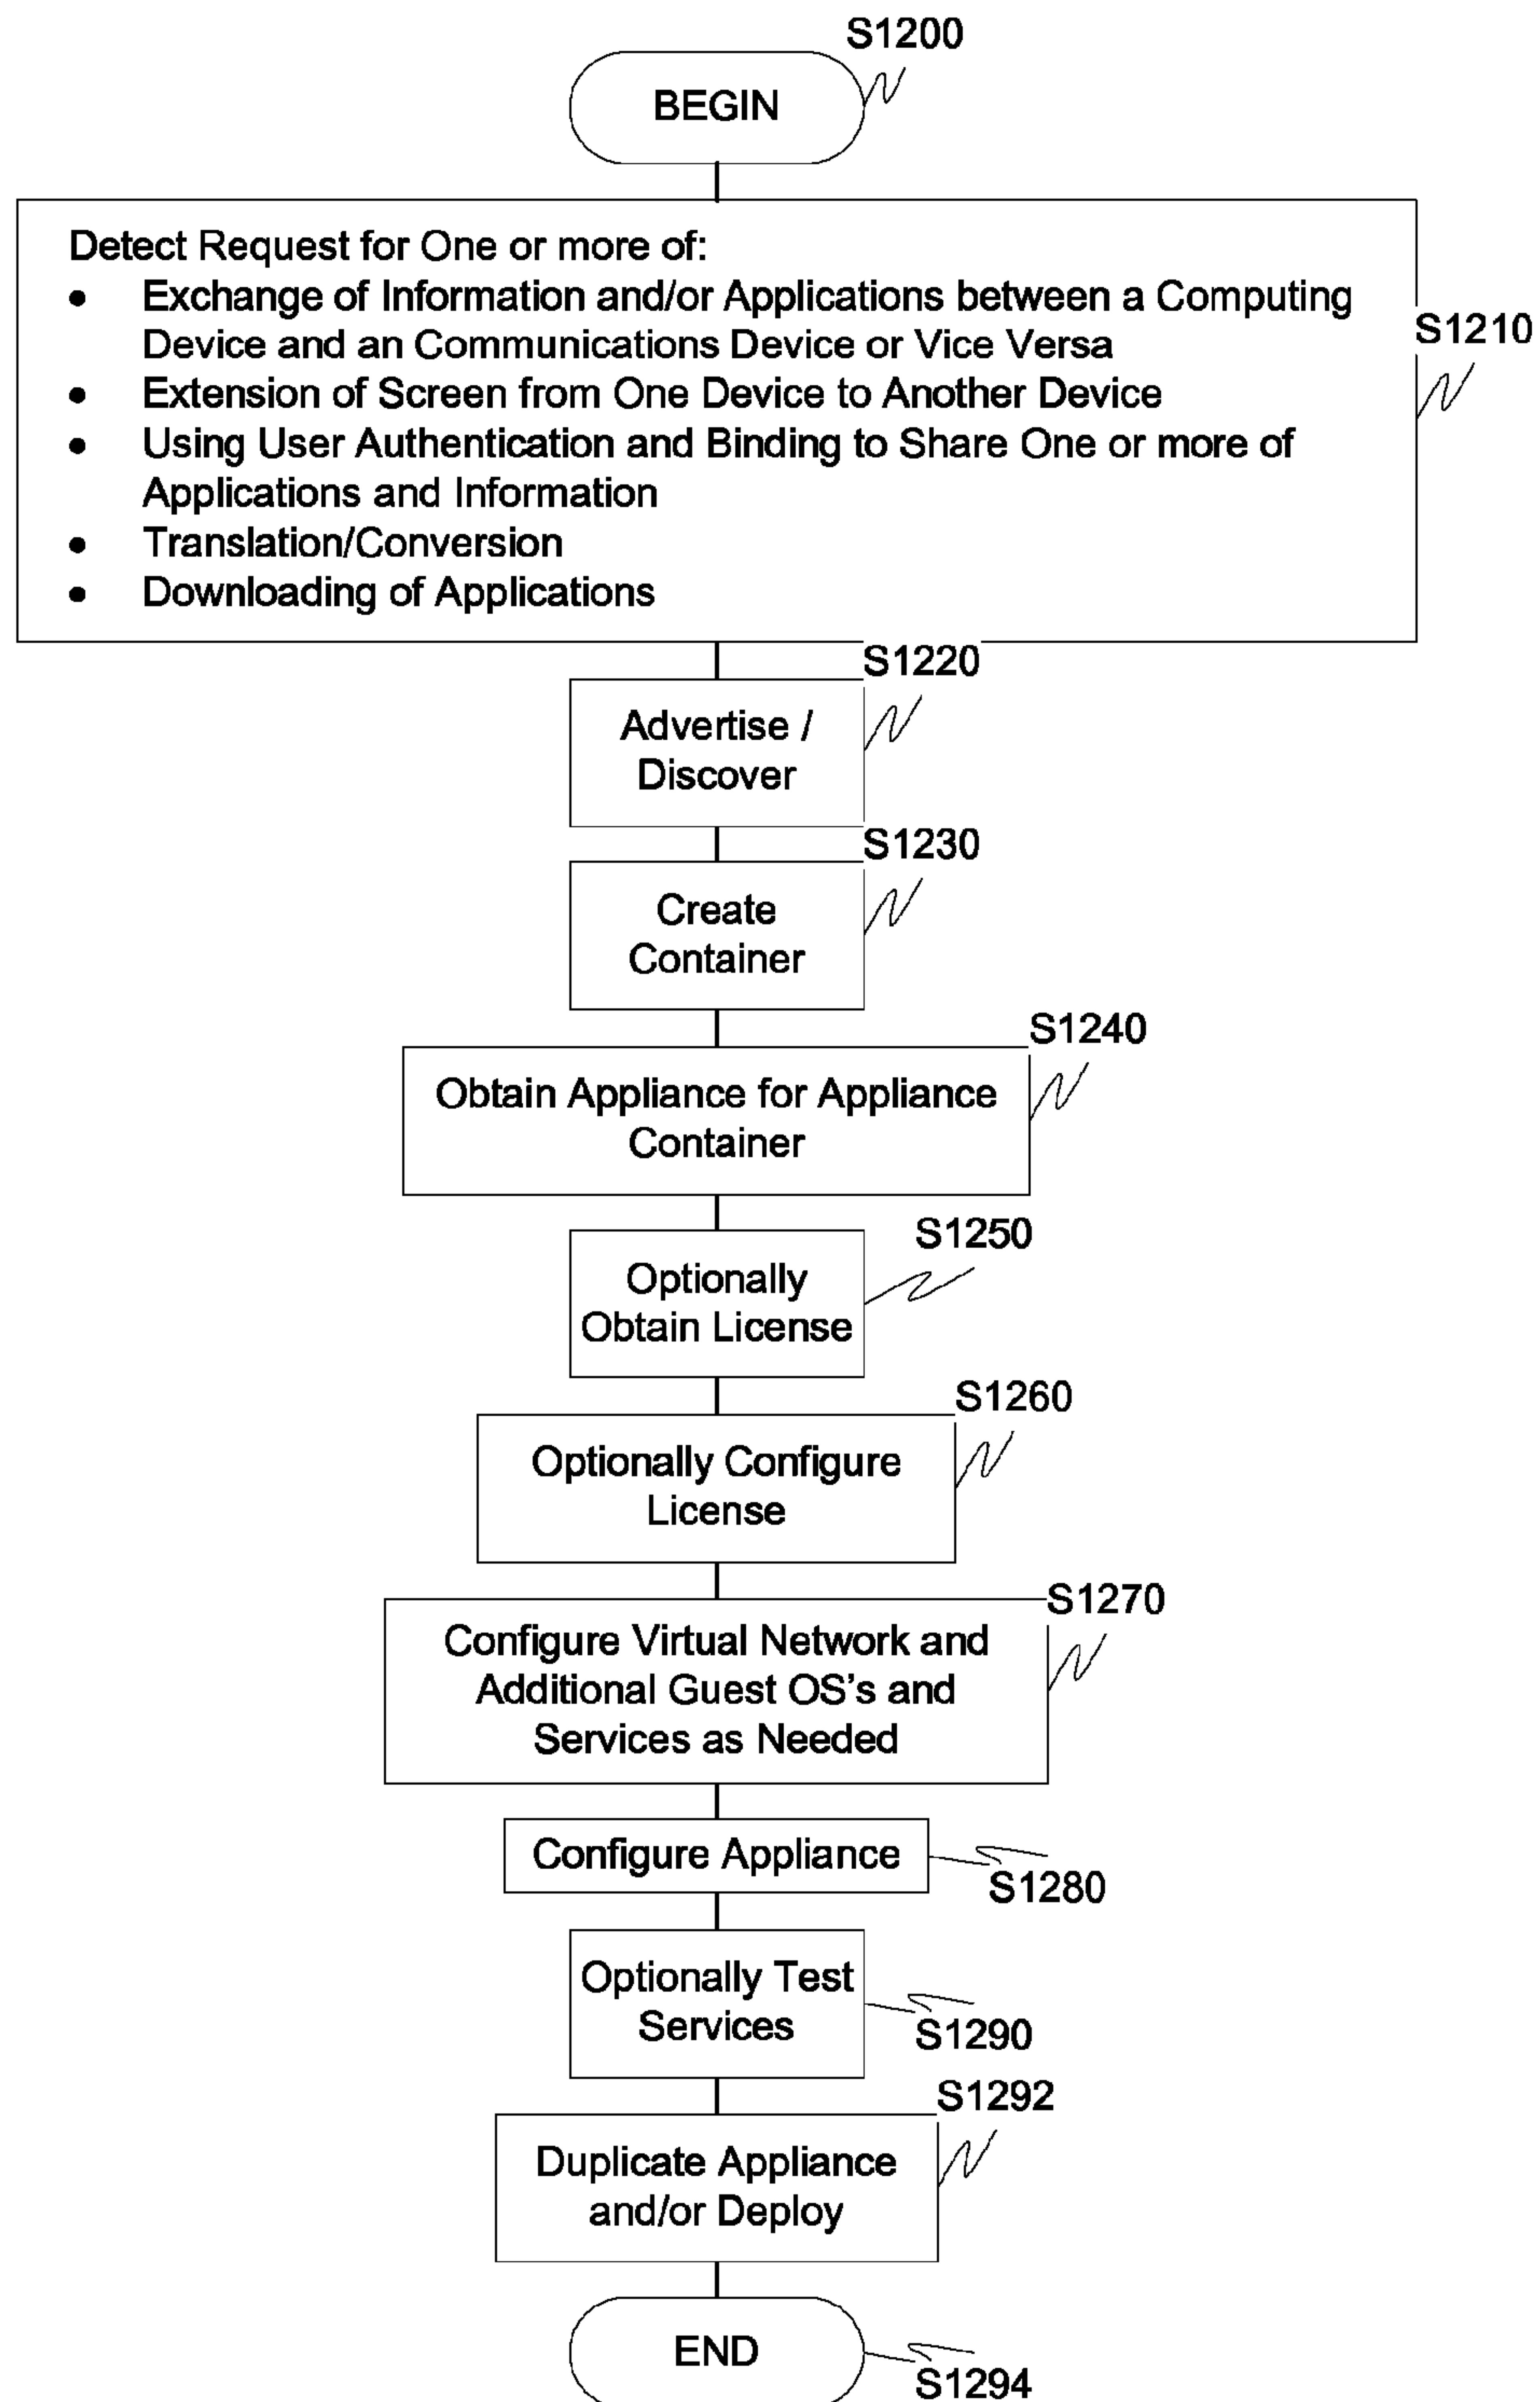 S1200
BEGIN
Detect Request for One or more of:
• Exchange of Information and/or Applications between a Computing
Device and an Communications Device or Vice Versa
S1210
• Extension of Screen from One Device to Another Device
• Using User Authentication and Binding to Share One or more of
Applications and Information
• Translation/Conversion
• Downloading of Applications
S1220
Advertise /
Discover
S1230
Create
Container
S1240
Obtain Appliance for Appliance
Container
S1250
Optionally
Obtain License
S1260
Optionally Configure
License
S1270
Configure Virtual Network and
Additional Guest OS's and
Services as Needed
Configure Appliance
S1280
Optionally Test
Services
S1290
S1292
Duplicate Appliance
and/or Deploy
END
S1294